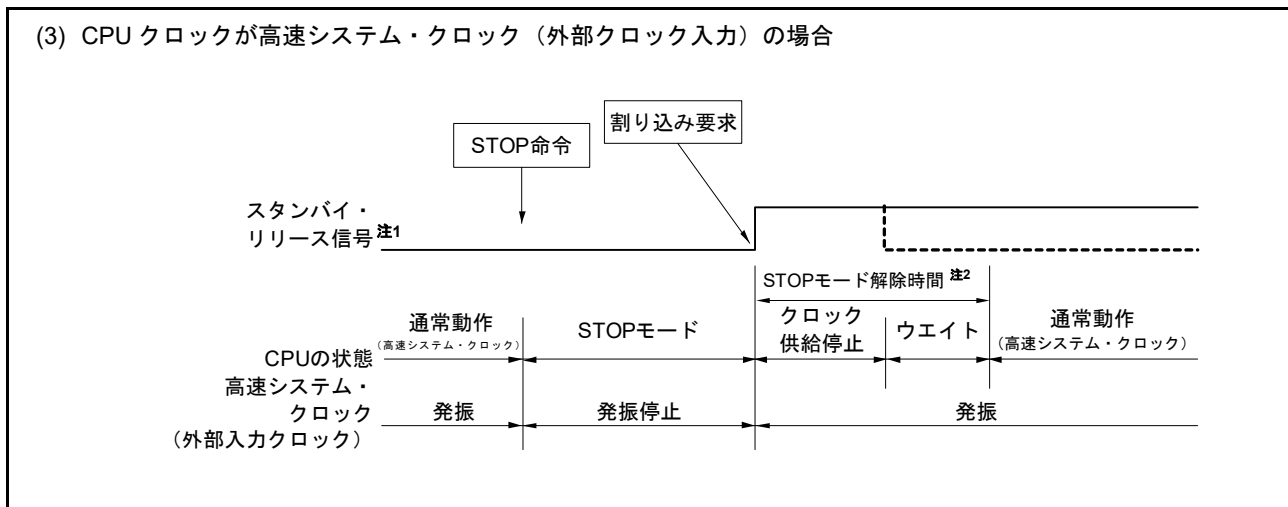 (3) CPU クロックが高速システム・クロック（外部クロック入力）の場合
STOP命令
割り込み要求
スタンバイ・
リリース信号注1
STOPモード解除時間 注2
通常動作
(高速システム・クロック)
STOPモード
クロック
供給停止
ウエイト
通常動作
(高速システム・クロック)
CPUの状態
高速システム・
クロック
（外部入力クロック）
発振
発振停止
発振